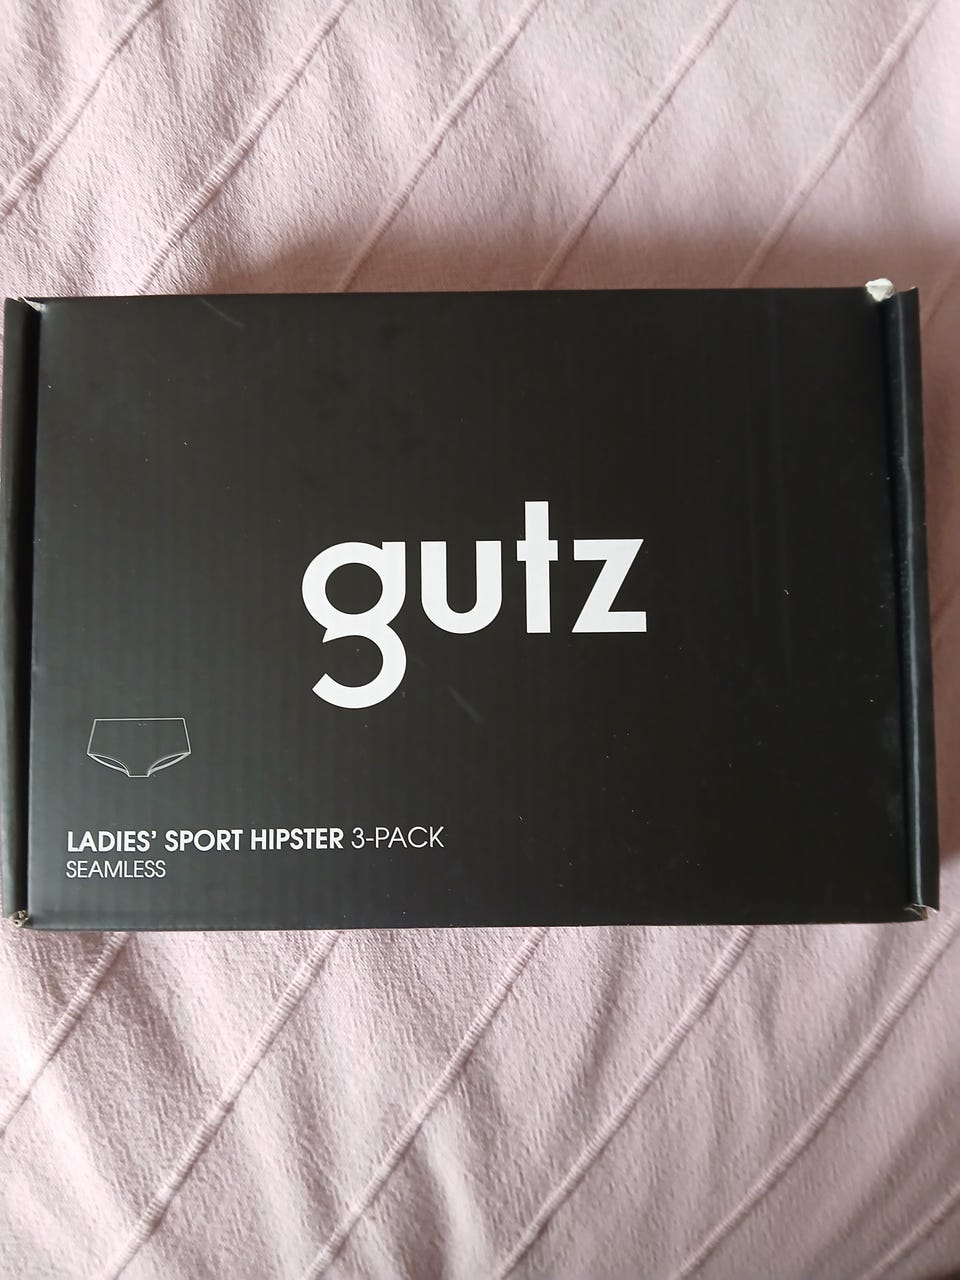 gutz
LADIES’ SPORT HIPSTER 3-PACK
SEAMLESS